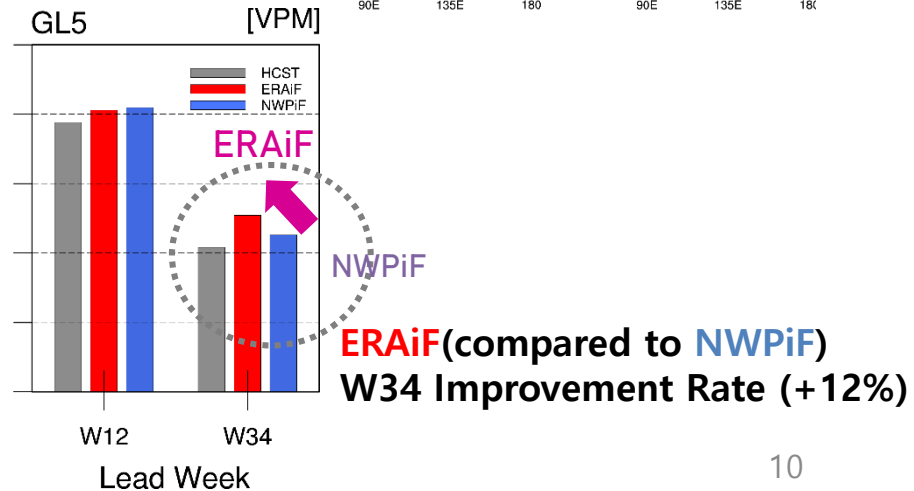 90E 135E 180 90E 135E 180
GL5 [VPM]
HCST
ERAiF
NWPiF
ERAiF
NWPiF
ERAiF(compared to NWPiF)
W34 Improvement Rate (+12%)
W12 W34
Lead Week
10